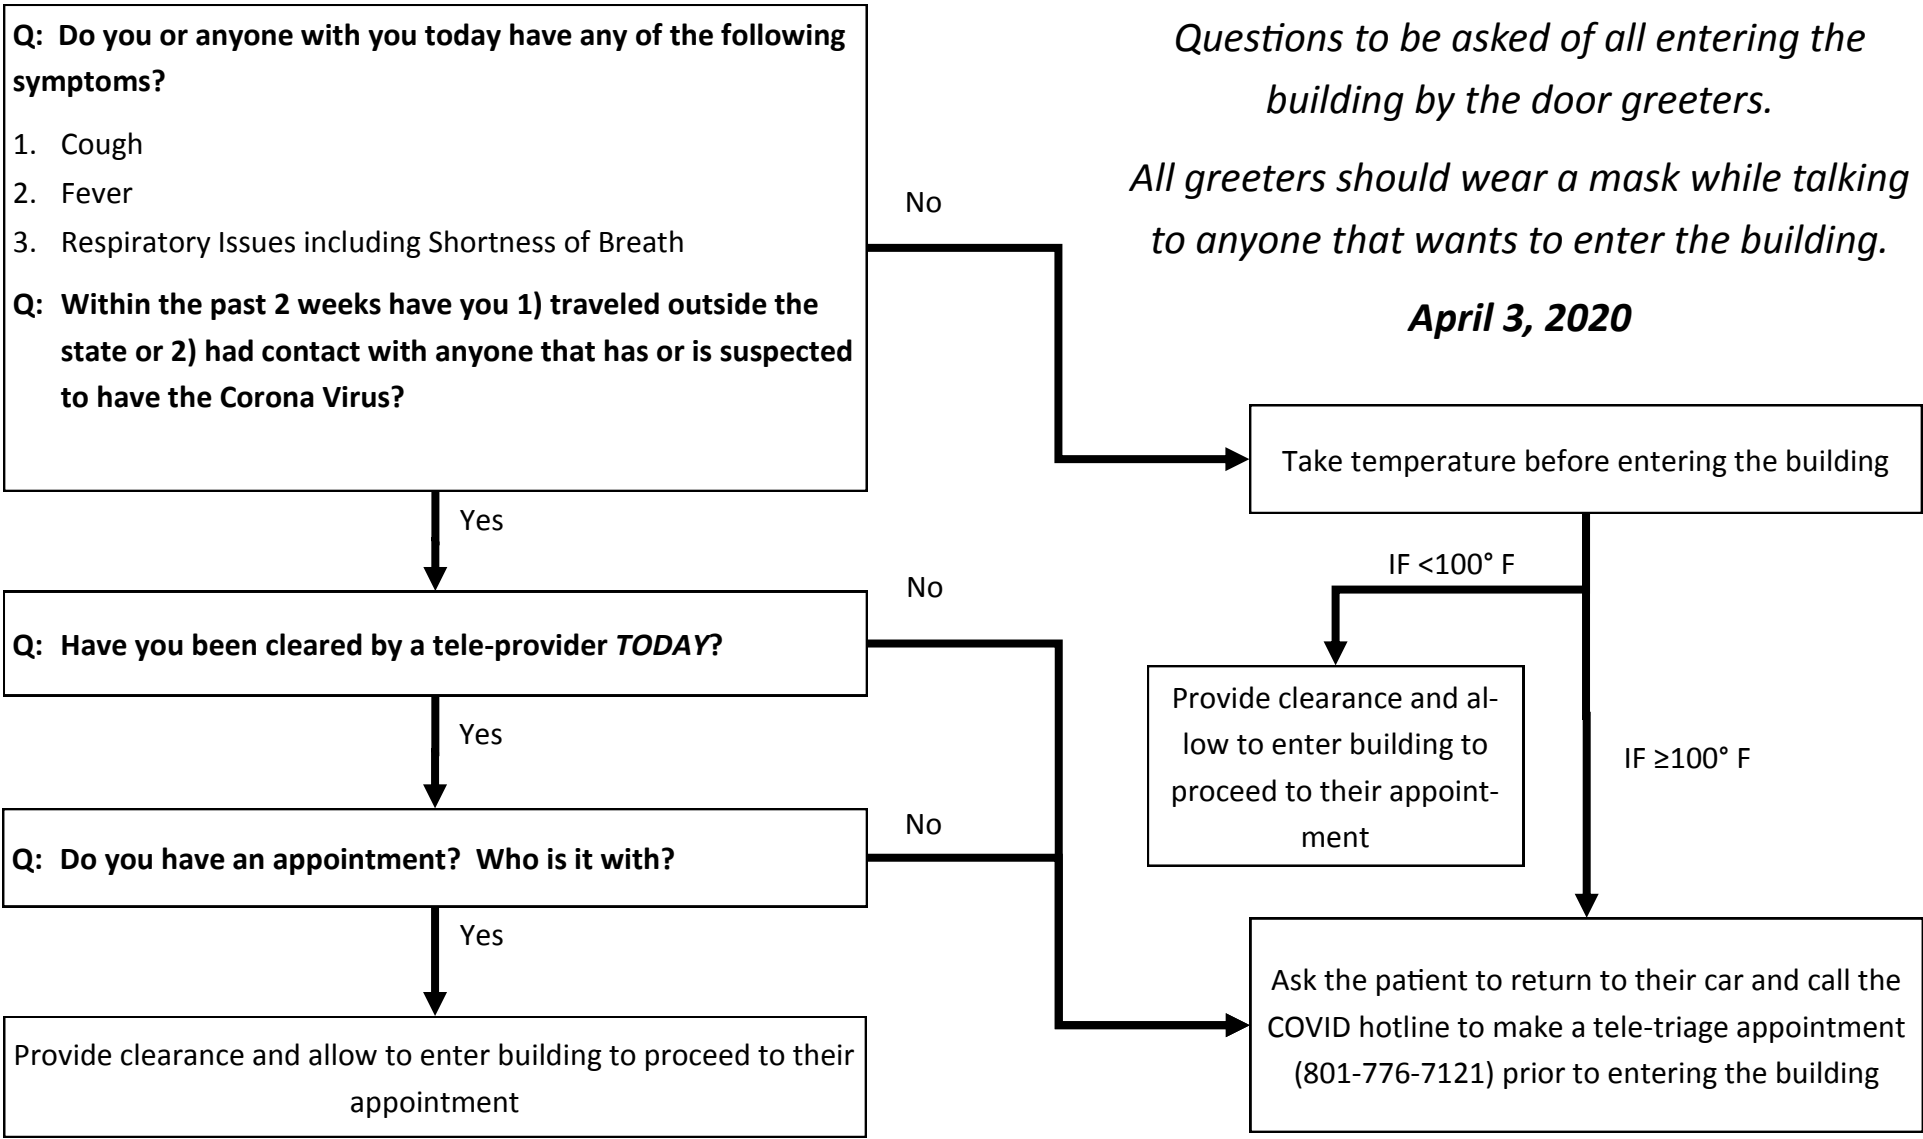 Q: Do you or anyone with you today have any of the following
symptoms?
1. Cough
2. Fever
3. Respiratory Issues including Shortness of Breath
Q: Within the past 2 weeks have you 1) traveled outside the
state or 2) had contact with anyone that has or is suspected
to have the Corona Virus?
Questions to be asked of all entering the
building by the door greeters.
All greeters should wear a mask while talking
to anyone that wants to enter the building.
April 3, 2020
No
Take temperature before entering the building
Yes
IF <100° F
No
Q: Have you been cleared by a tele-provider TODAY?
Provide clearance and al-
low to enter building to
proceed to their appoint-
ment
Yes
IF ≥100° F
No
Q: Do you have an appointment? Who is it with?
Yes
Ask the patient to return to their car and call the
COVID hotline to make a tele-triage appointment
(801-776-7121) prior to entering the building
Provide clearance and allow to enter building to proceed to their
appointment